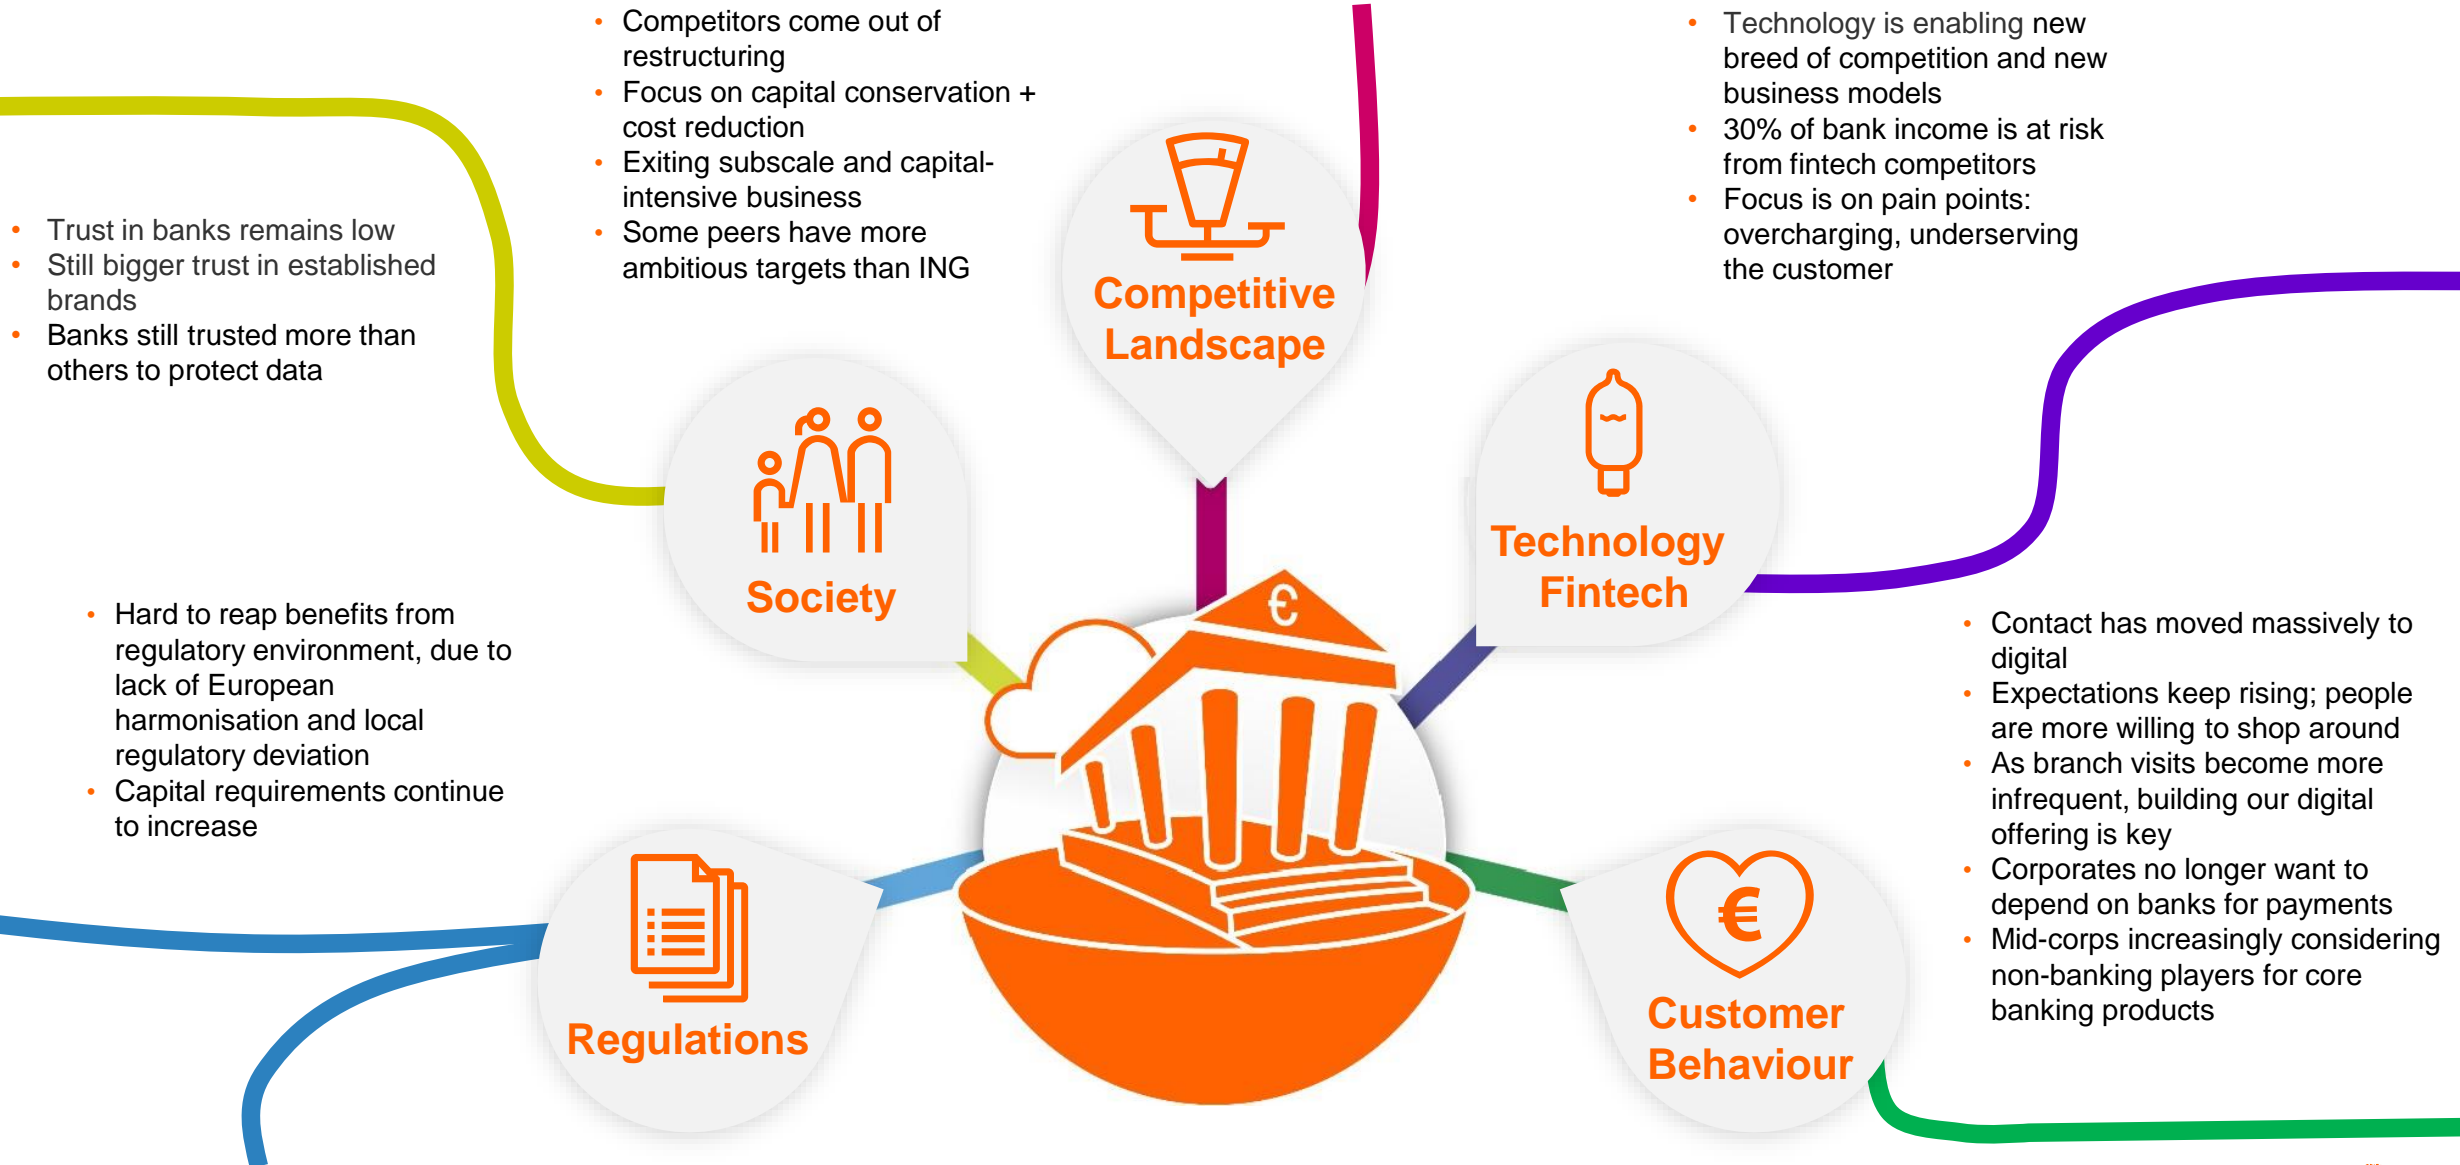 • Competitors come out of
restructuring
• Focus on capital conservation +
cost reduction
• Exiting subscale and capital-
intensive business
• Some peers have more
ambitious targets than ING
Competitive
Landscape
• Technology is enabling new
breed of competition and new
business models
• 30% of bank income is at risk
from fintech competitors
• Focus is on pain points:
overcharging, underserving
the customer
Technology
Fintech
• Trust in banks remains low
• Still bigger trust in established
brands
• Banks still trusted more than
others to protect data
Society
• Hard to reap benefits from
regulatory environment, due to
lack of European
harmonisation and local
regulatory deviation
• Capital requirements continue
to increase
Regulations
€
• Contact has moved massively to
digital
• Expectations keep rising; people
are more willing to shop around
• As branch visits become more
infrequent, building our digital
offering is key
• Corporates no longer want to
depend on banks for payments
• Mid-corps increasingly considering
non-banking players for core
banking products
€
Customer
Behaviour